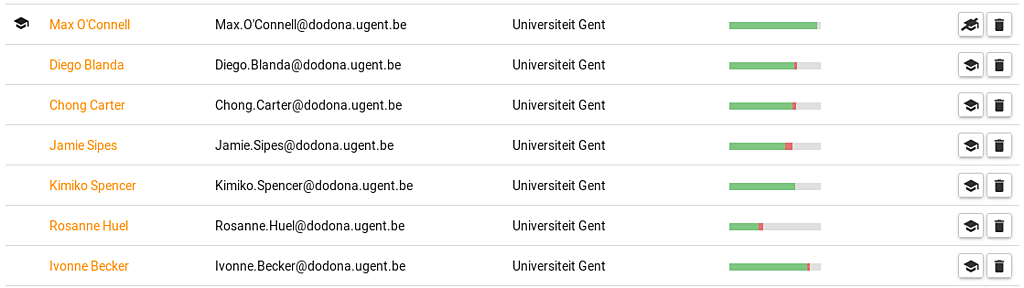 Max O'Connell Max.O'Connell@dodona.ugent.be Universiteit Gent
Diego Blanda Diego.Blanda@dodona.ugent.be Universiteit Gent
Chong Carter Chong.Carter@dodona.ugent.be Universiteit Gent
Jamie Sipes Jamie.Sipes@dodona.ugent.be Universiteit Gent
Kimiko Spencer Kimiko.Spencer@dodona.ugent.be Universiteit Gent
Rosanne Huel Rosanne.Huel@dodona.ugent.be Universiteit Gent
Ivonne Becker Ivonne.Becker@dodona.ugent.be Universiteit Gent